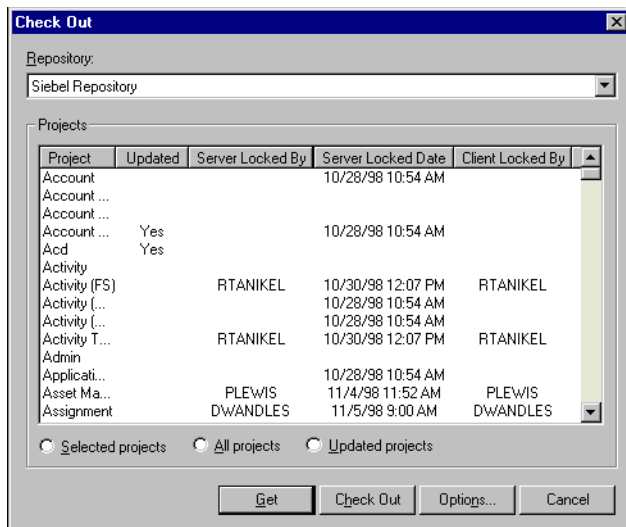 Check Out
Repository:
Siebel Repository
Projects
Project Updated Server Locked By Server Locked Date Client Locked By
Account 10/28/98 10:54 AM
Account ...
Account ...
Account ... Yes 10/28/98 10:54 AM
Acd Yes
Activity
Activity (FS) RTANIKEL 10/30/98 12:07 PM RTANIKEL
Activity (... 10/28/98 10:54 AM
Activity (... 10/28/98 10:54 AM
Activity T... RTANIKEL 10/30/98 12:07 PM RTANIKEL
Admin
Applicati... 10/28/98 10:54 AM
Asset Ma... PLEWIS 11/4/98 11:52 AM PLEWIS
Assignment DWANDLES 11/5/98 9:00 AM DWANDLES
Selected projects All projects Updated projects
Get Check Out Options... Cancel